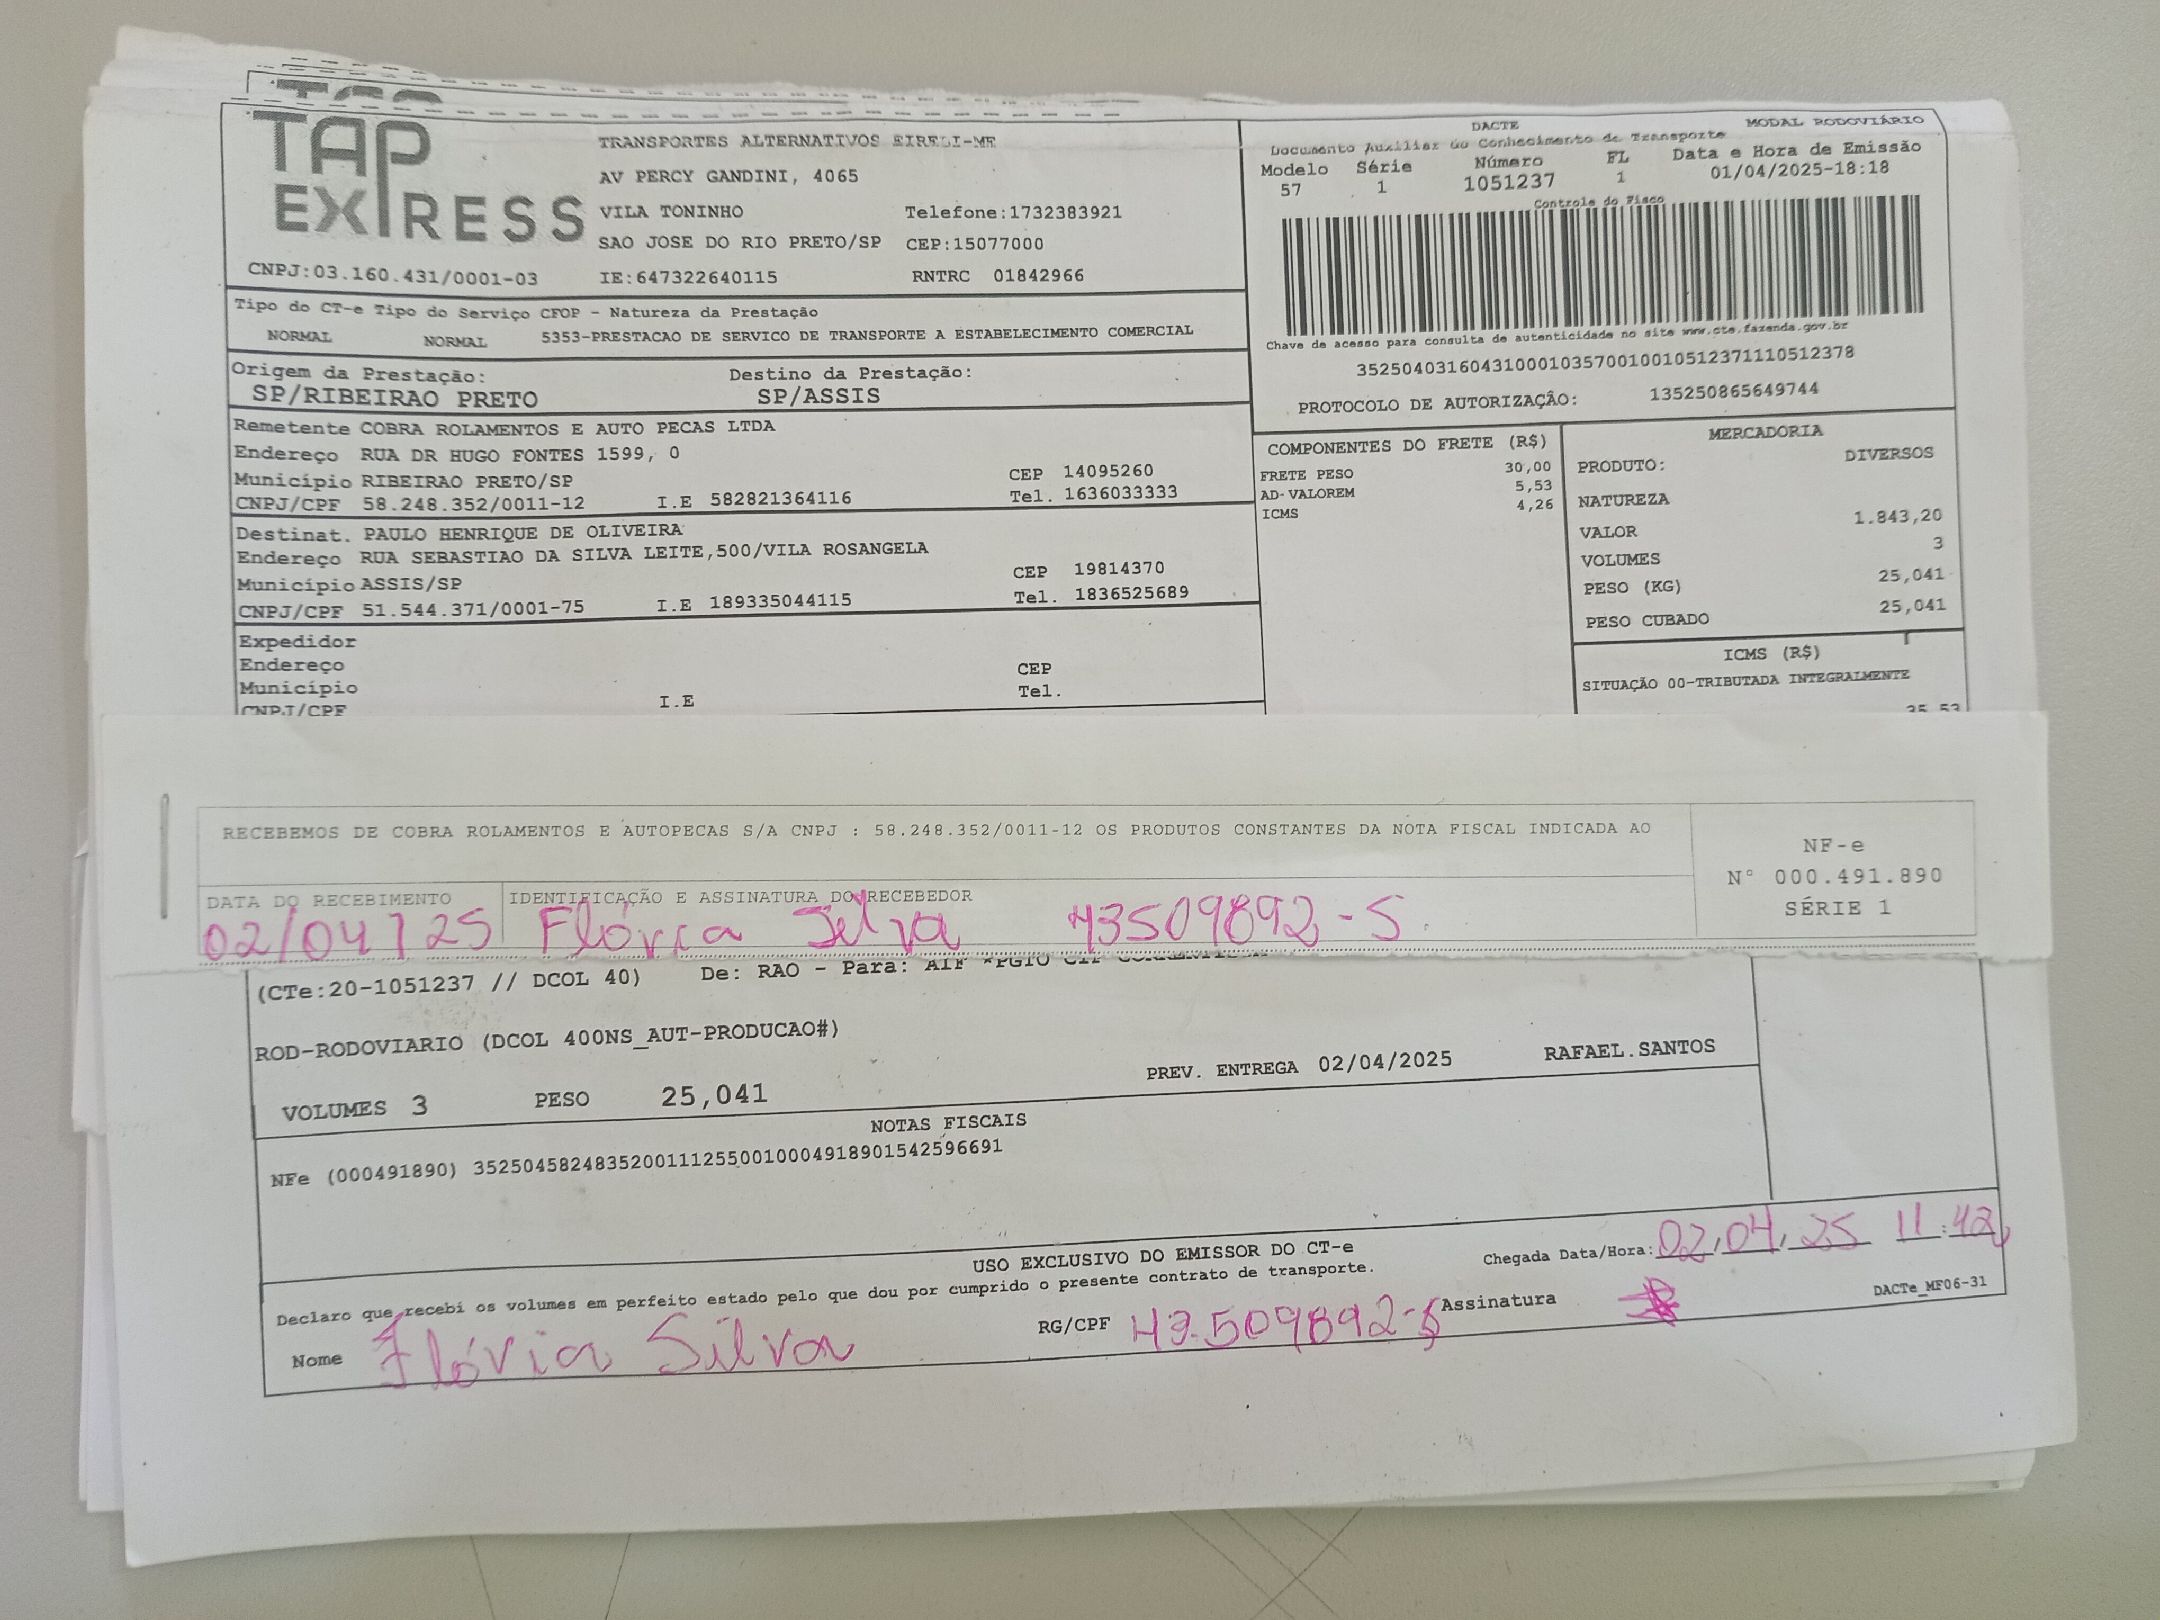 TAP EXPRESS
TRANSPORTES ALTERNATIVOS EIRELI-ME
AV PERCY GANDINI, 4065
VILA TONINHO Telefone:1732383921
SAO JOSE DO RIO PRETO/SP CEP:15077000
CNPJ:03.160.431/0001-03 IE:647322640115 RNTRC 01842966
DACTE MODAL RODOVIÁRIO
Documento Auxiliar do Conhecimento de Transporte
Modelo Série Número FL Data e Hora de Emissão
57 1 1051237 1 01/04/2025-18:18
Controle do Fisco
Chave de acesso para consulta de autenticidade no site www.cte.fazenda.gov.br
35250403160431000103570010010512371110512378
PROTOCOLO DE AUTORIZAÇÃO: 135250865649744
Tipo do CT-e Tipo do Serviço CFOP - Natureza da Prestação
NORMAL NORMAL 5353-PRESTACAO DE SERVICO DE TRANSPORTE A ESTABELECIMENTO COMERCIAL
Origem da Prestação: Destino da Prestação:
SP/RIBEIRAO PRETO SP/ASSIS
Remetente COBRA ROLAMENTOS E AUTO PECAS LTDA
Endereço RUA DR HUGO FONTES 1599, 0
Município RIBEIRAO PRETO/SP CEP 14095260
CNPJ/CPF 58.248.352/0011-12 I.E 582821364116 Tel. 1636033333
Destinat. PAULO HENRIQUE DE OLIVEIRA
Endereço RUA SEBASTIAO DA SILVA LEITE,500/VILA ROSANGELA
Município ASSIS/SP CEP 19814370
CNPJ/CPF 51.544.371/0001-75 I.E 189335044115 Tel. 1836525689
Expedidor
Endereço
Município CEP
CNPJ/CPF I.E Tel.
COMPONENTES DO FRETE (R$)
FRETE PESO 30,00
AD-VALOREM 5,53
ICMS 4,26
MERCADORIA
PRODUTO: DIVERSOS
NATUREZA
VALOR 1.843,20
VOLUMES 3
PESO (KG) 25,041
PESO CUBADO 25,041
ICMS (R$)
SITUAÇÃO 00-TRIBUTADA INTEGRALMENTE
RECEBEMOS DE COBRA ROLAMENTOS E AUTOPECAS S/A CNPJ : 58.248.352/0011-12 OS PRODUTOS CONSTANTES DA NOTA FISCAL INDICADA AO
NF-e
N° 000.491.890
SÉRIE 1
DATA DO RECEBIMENTO IDENTIFICAÇÃO E ASSINATURA DO RECEBEDOR
02/04/25 Flávia Silva 43509892-5
(CTe:20-1051237 // DCOL 40) De: RAO - Para:
ROD-RODOVIARIO (DCOL 400NS_AUT-PRODUCAO#)
VOLUMES 3 PESO 25,041 PREV. ENTREGA 02/04/2025 RAFAEL.SANTOS
NOTAS FISCAIS
NFe (000491890) 35250458248352001112550010004918901542596691
USO EXCLUSIVO DO EMISSOR DO CT-e
Declaro que recebi os volumes em perfeito estado pelo que dou por cumprido o presente contrato de transporte.
Chegada Data/Hora: 02,04,25 11:42
Nome Flávia Silva RG/CPF 43.509892-5 Assinatura
DACTe_MF06-31